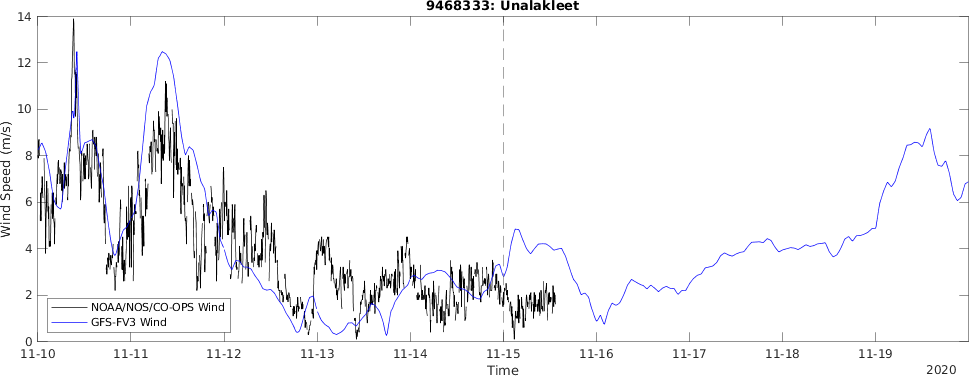 9468333: Unalakleet
14
12
10
8
6
4
2
0
Wind Speed (m/s)
NOAA/NOS/CO-OPS Wind
GFS-FV3 Wind
11-10 11-11 11-12 11-13 11-14 11-15 11-16 11-17 11-18 11-19
Time
2020